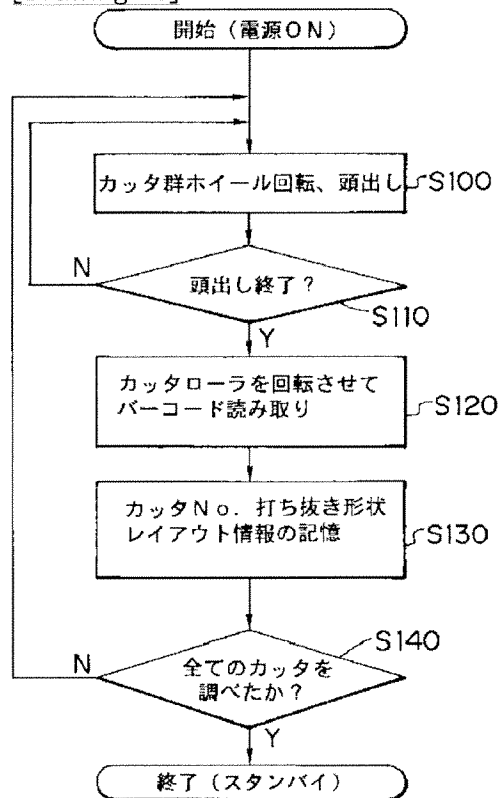 開始（電源ON）
カッタ群ホイール回転、頭出し
S100
頭出し終了？
N
S110
Y
カッタローラを回転させて
バーコード読み取り
S120
カッタNo．打ち抜き形状
レイアウト情報の記憶
S130
S140
全てのカッタを
調べたか？
N
Y
終了（スタンバイ）